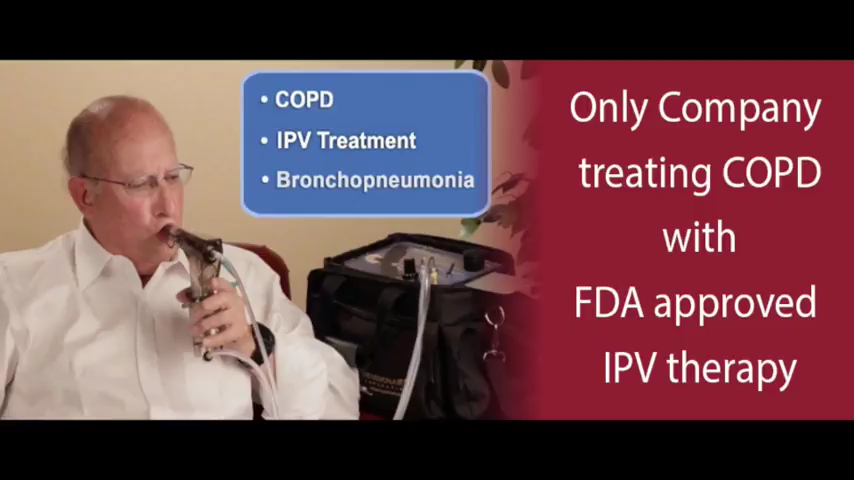 • COPD
• IPV Treatment
• Bronchopneumonia
Only Company
treating COPD
with
FDA approved
IPV therapy